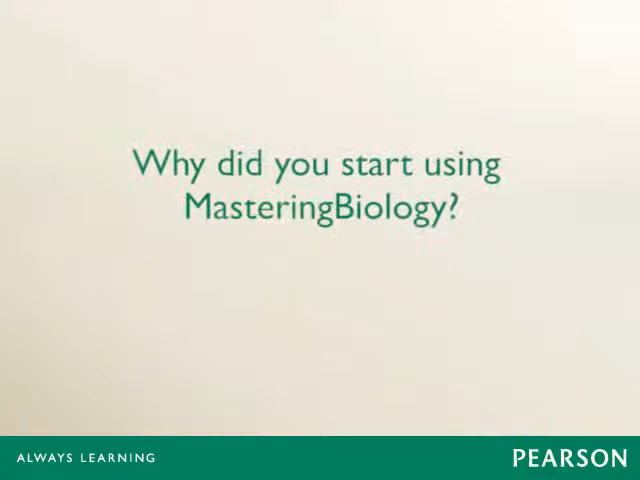 Why did you start using
MasteringBiology?
ALWAYS LEARNING
PEARSON